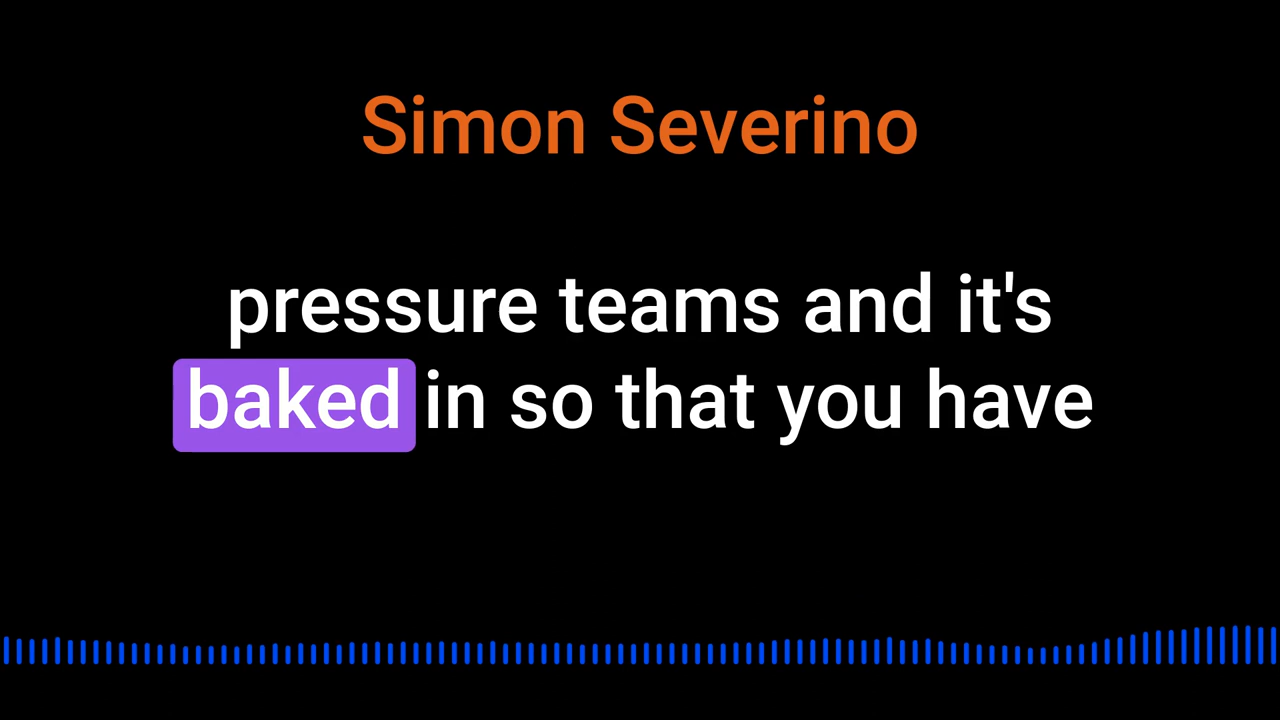 Simon Severino
pressure teams and it's
baked in so that you have